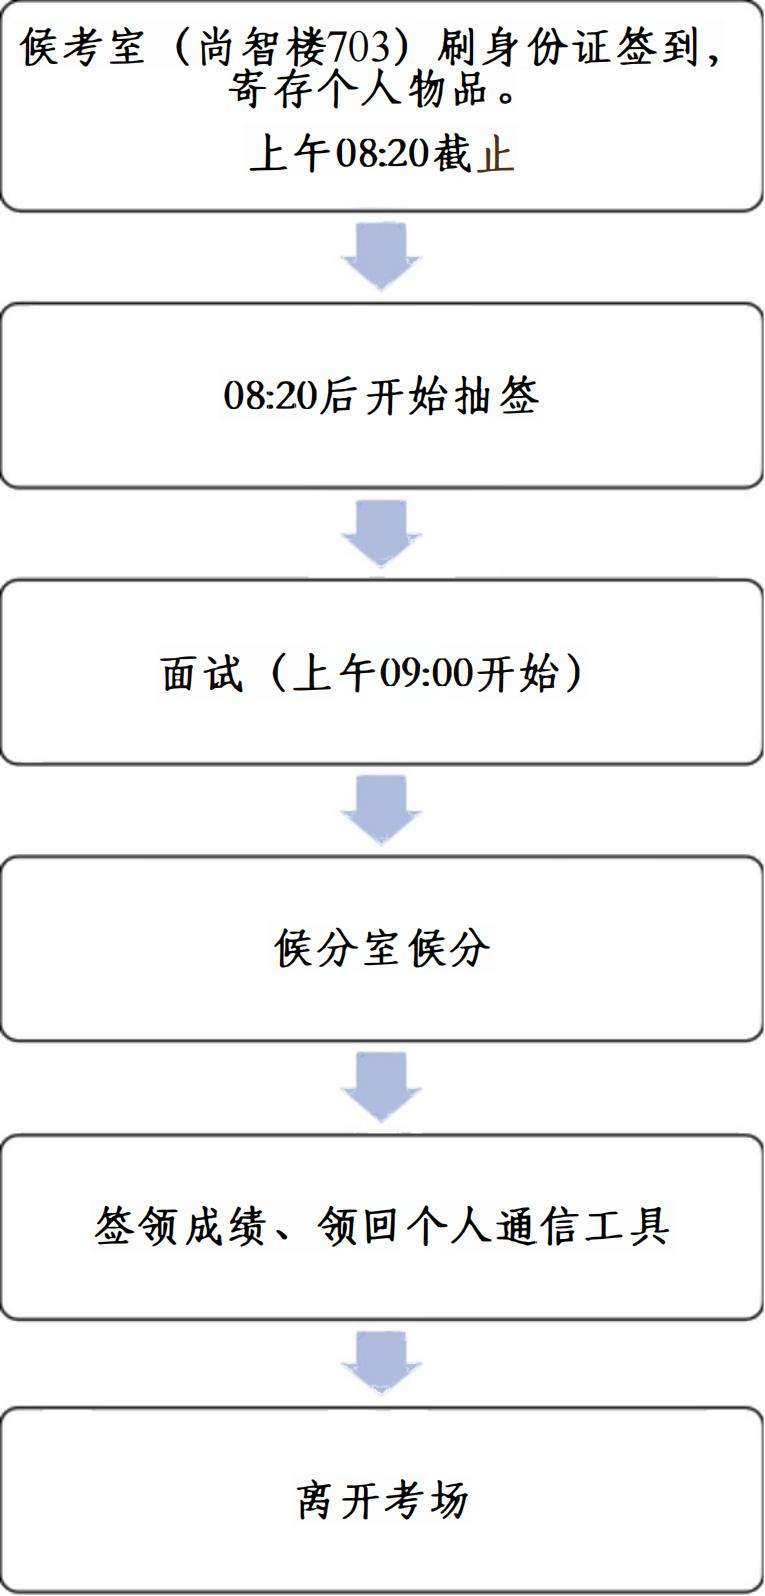 候考室（尚智楼703）刷身份证签到，
寄存个人物品。
上午08:20截止
08:20后开始抽签
面试（上午09:00开始）
候分室候分
签领成绩、领回个人通信工具
离开考场